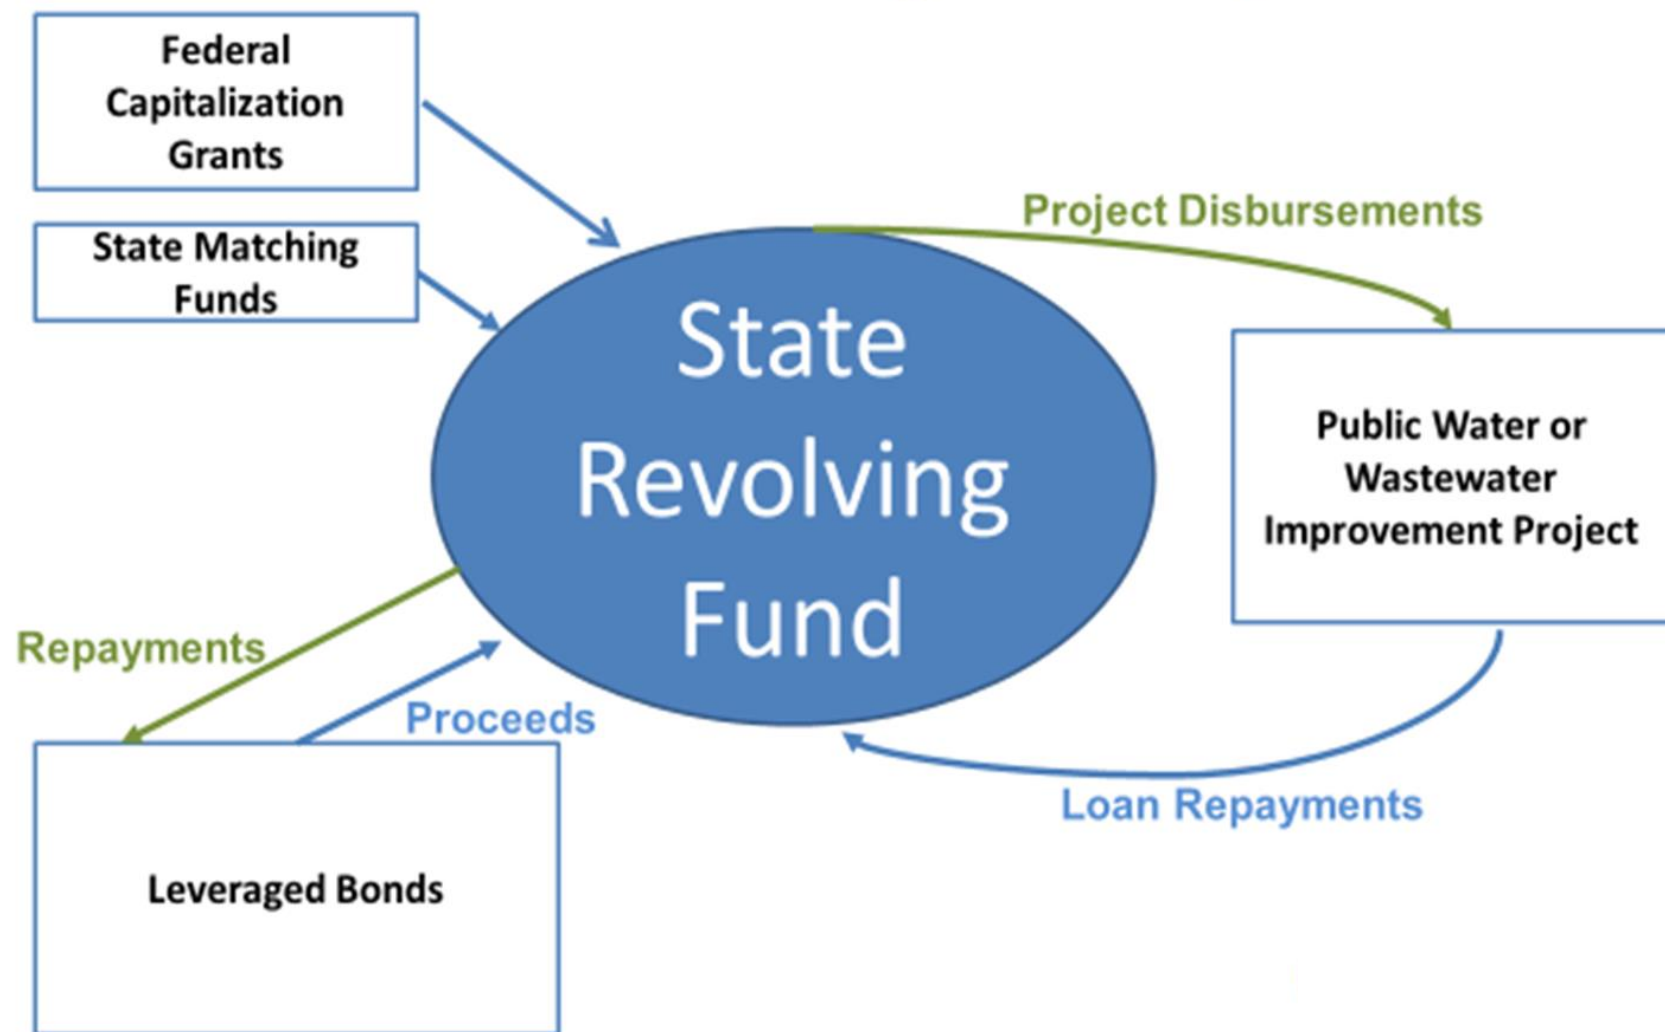 Federal
Capitalization
Grants
State Matching
Funds
Project Disbursements
State
Revolving
Fund
Public Water or
Wastewater
Improvement Project
Repayments
Proceeds
Loan Repayments
Leveraged Bonds